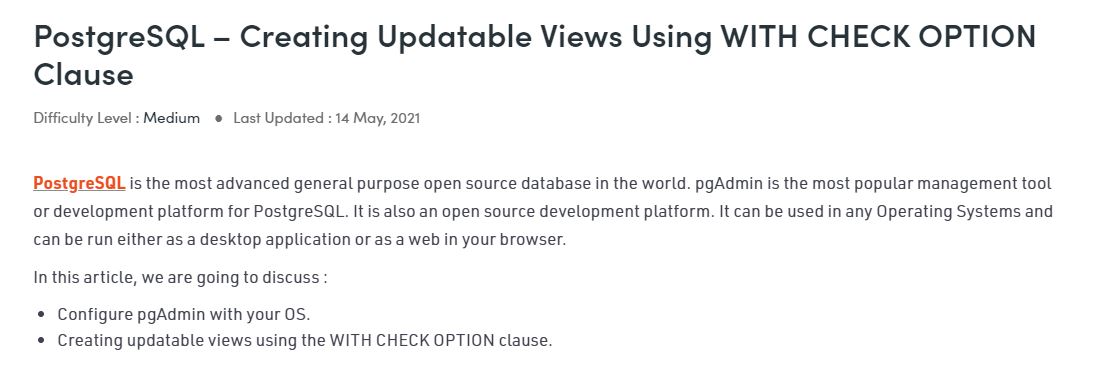 PostgreSQL – Creating Updatable Views Using WITH CHECK OPTION
Clause
Difficulty Level : Medium ● Last Updated : 14 May, 2021
PostgreSQL is the most advanced general purpose open source database in the world. pgAdmin is the most popular management tool
or development platform for PostgreSQL. It is also an open source development platform. It can be used in any Operating Systems and
can be run either as a desktop application or as a web in your browser.
In this article, we are going to discuss :
• Configure pgAdmin with your OS.
• Creating updatable views using the WITH CHECK OPTION clause.